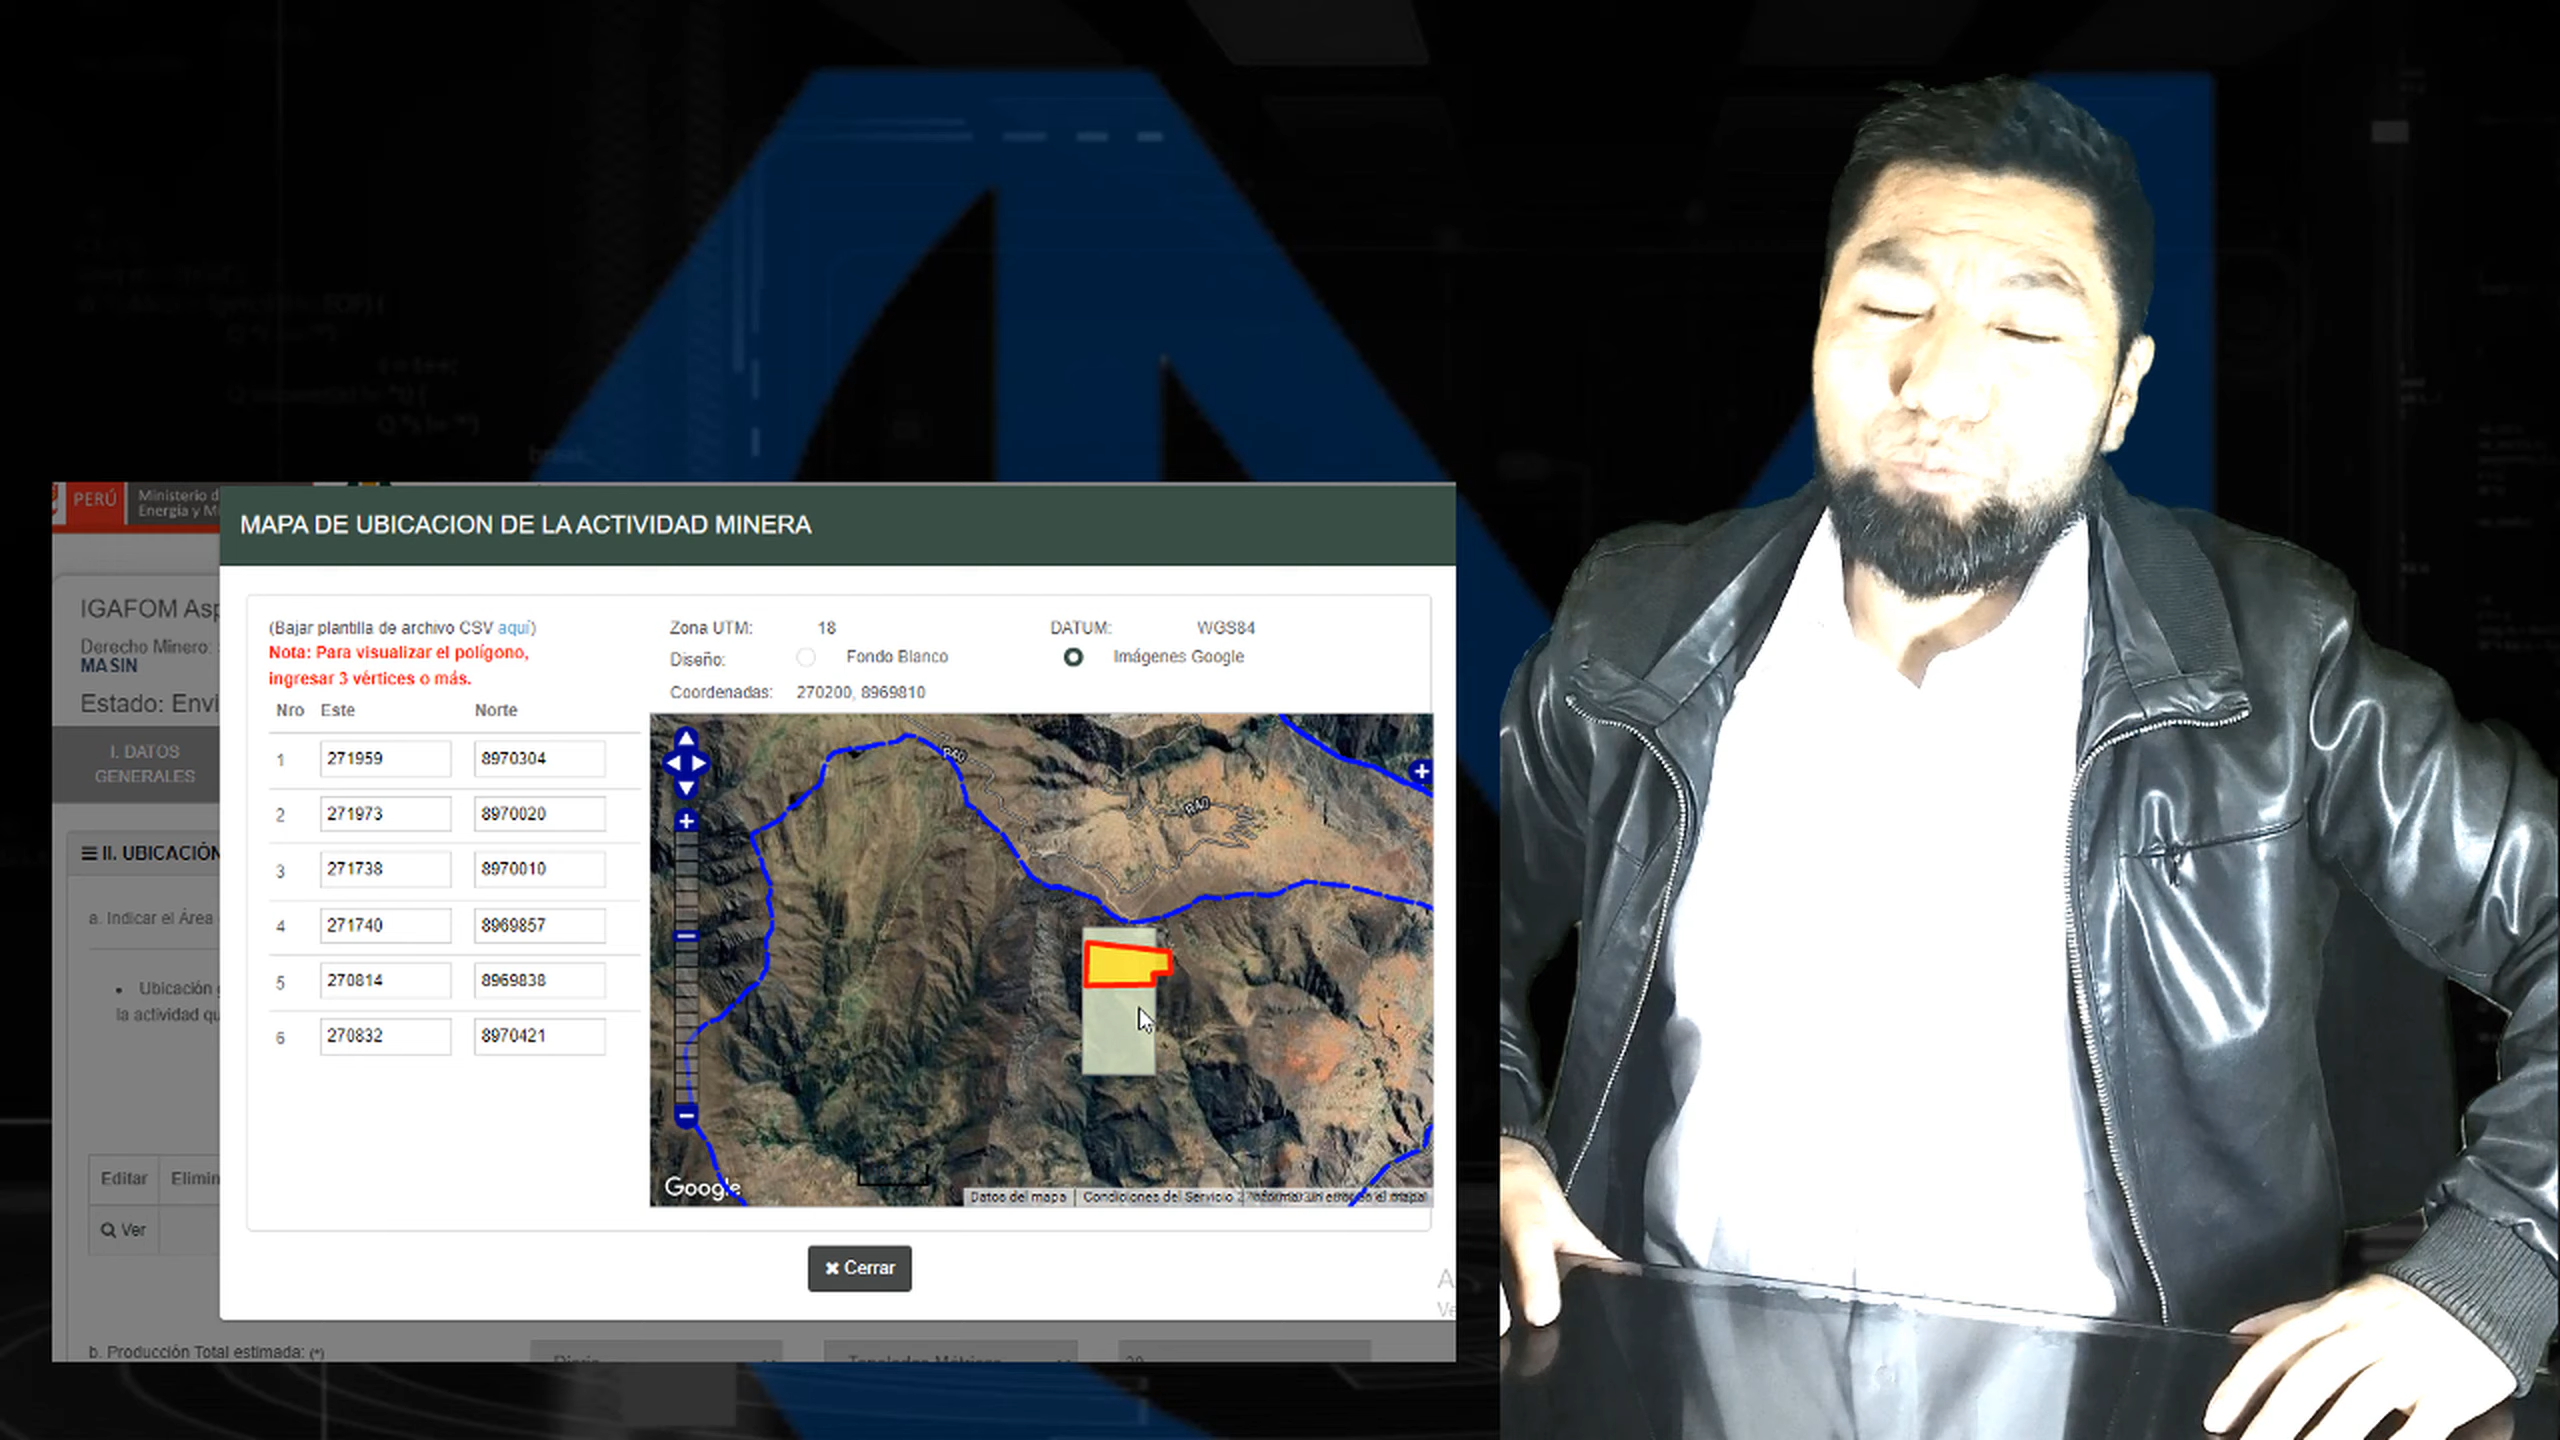 PERÚ
Ministerio d
Energía y Mi
MAPA DE UBICACION DE LA ACTIVIDAD MINERA
IGAFOM Asp
Derecho Minero:
MASIN
Estado: Envi
I. DATOS
GENERALES
II. UBICACIÓN
a. Indicar el Área
Ubicación
la actividad qu
Editar Elimin
Ver
b. Producción Total estimada: (*)
(Bajar plantilla de archivo CSV aquí)
Nota: Para visualizar el polígono,
ingresar 3 vértices o más.
Nro Este Norte
1 271959 8970304
2 271973 8970020
3 271738 8970010
4 271740 8969857
5 270814 8969838
6 270832 8970421
Zona UTM: 18 DATUM: WGS84
Diseño: Fondo Blanco Imágenes Google
Coordenadas: 270200, 8969810
R40
R40
Google
Datos del mapa Condiciones del Servicio
Cerrar
break